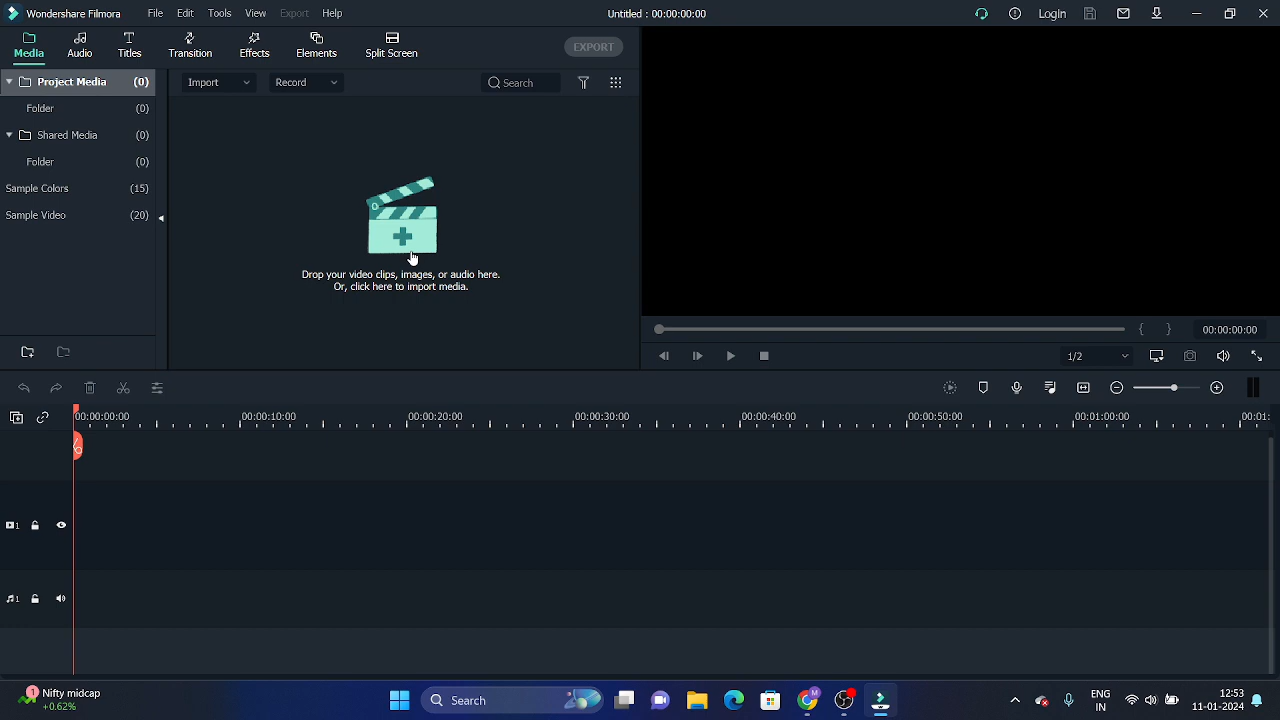 Wondershare Filmora File Edit Tools View Export Help Untitled : 00:00:00:00 Login
Media Audio Titles Transition Effects Elements Split Screen EXPORT
Project Media (0)
Folder (0)
Shared Media (0)
Folder (0)
Sample Colors (15)
Sample Video (20)
Import Record Search
Drop your video clips, images, or audio here.
Or, click here to import media.
{ } 00:00:00:00
1/2
00:00:00:00 00:00:10:00 00:00:20:00 00:00:30:00 00:00:40:00 00:00:50:00 00:01:00:00 00:01:
1
1
1 Nifty midcap
+0.62%
Search
M
ENG
IN
12:53
11-01-2024